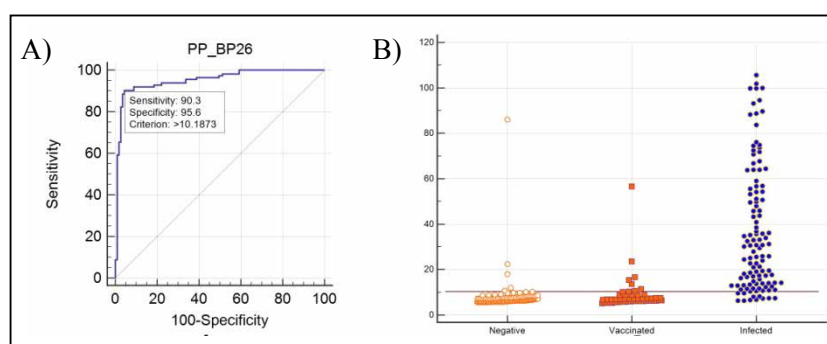 A)
PP_BP26
100
80
60
40
20
0
Sensitivity
Sensitivity: 90.3
Specificity: 95.6
Criterion: >10.1873
0 20 40 60 80 100
100-Specificity
B)
120
100
80
60
40
20
0
Negative Vaccinated Infected